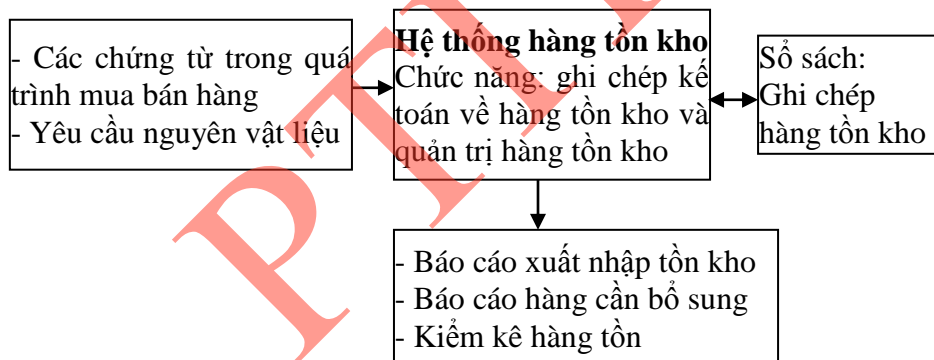 - Các chứng từ trong quá
trình mua bán hàng
- Yêu cầu nguyên vật liệu
Hệ thống hàng tồn kho
Chức năng: ghi chép kế
toán về hàng tồn kho và
quản trị hàng tồn kho
Sổ sách:
Ghi chép
hàng tồn kho
- Báo cáo xuất nhập tồn kho
- Báo cáo hàng cần bổ sung
- Kiểm kê hàng tồn
PTI